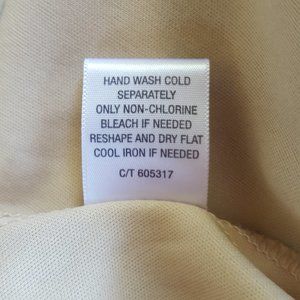 HAND WASH COLD
SEPARATELY
ONLY NON-CHLORINE
BLEACH IF NEEDED
RESHAPE AND DRY FLAT
COOL IRON IF NEEDED
C/T 605317